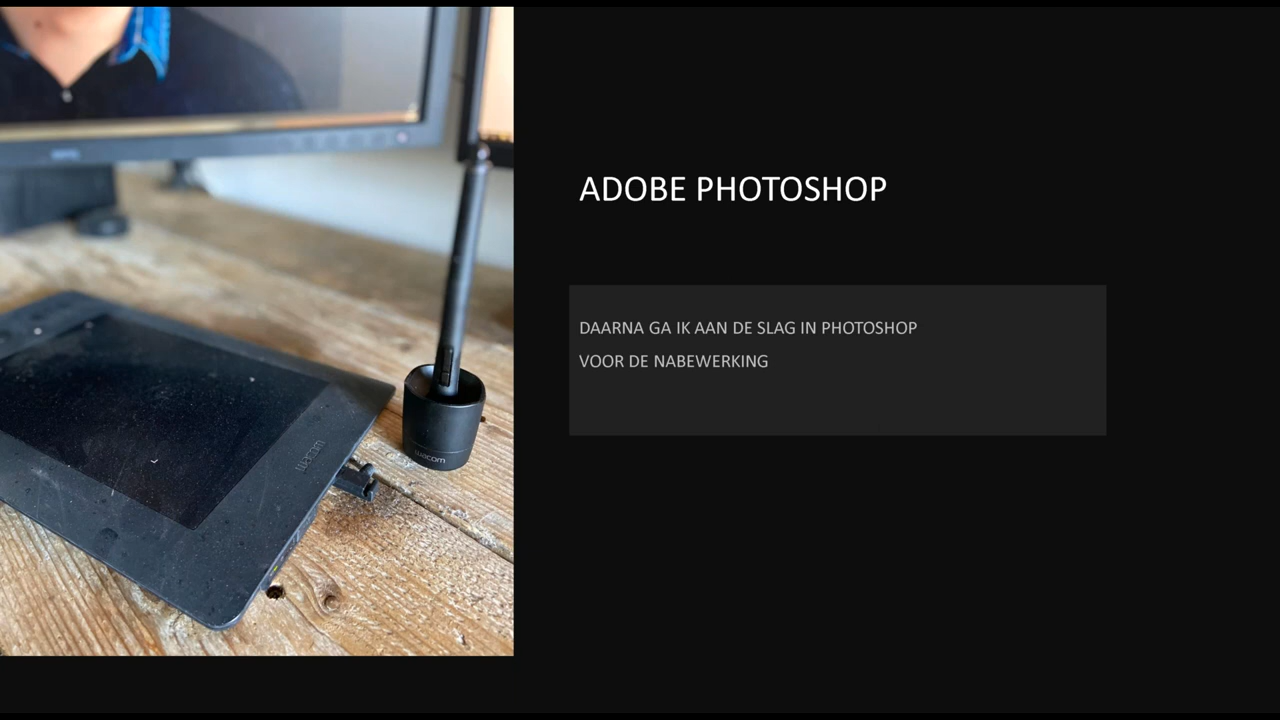 ADOBE PHOTOSHOP
DAARNA GA IK AAN DE SLAG IN PHOTOSHOP
VOOR DE NABEWERKING
wacom
wacom